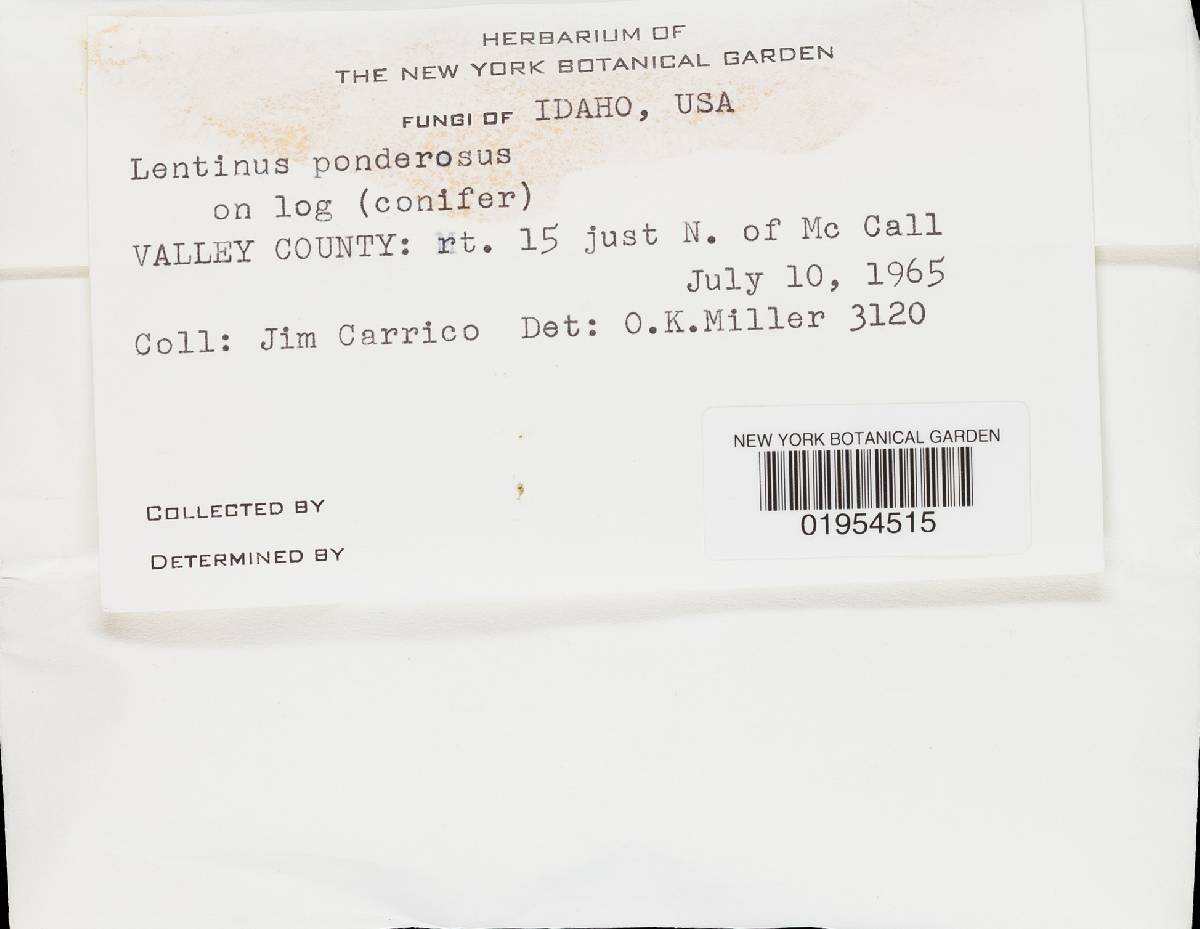 HERBARIUM OF
THE NEW YORK BOTANICAL GARDEN
FUNGI OF IDAHO, USA
Lentinus ponderosus
on log (conifer)
VALLEY COUNTY: rt. 15 just N. of Mc Call
July 10, 1965
Coll: Jim Carrico Det: O.K.Miller 3120
NEW YORK BOTANICAL GARDEN
01954515
COLLECTED BY
DETERMINED BY